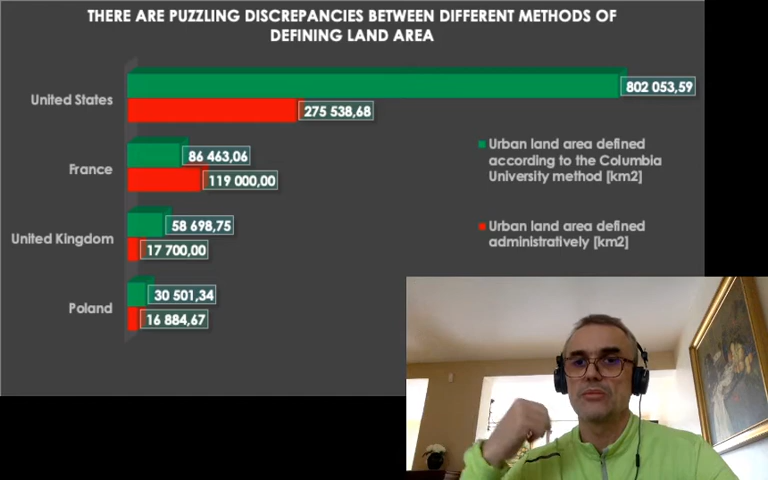 THERE ARE PUZZLING DISCREPANCIES BETWEEN DIFFERENT METHODS OF
DEFINING LAND AREA
United States
802 053,59
275 538,68
France
86 463,06
119 000,00
United Kingdom
58 698,75
17 700,00
Poland
30 501,34
16 884,67
Urban land area defined
according to the Columbia
University method [km2]
Urban land area defined
administratively [km2]